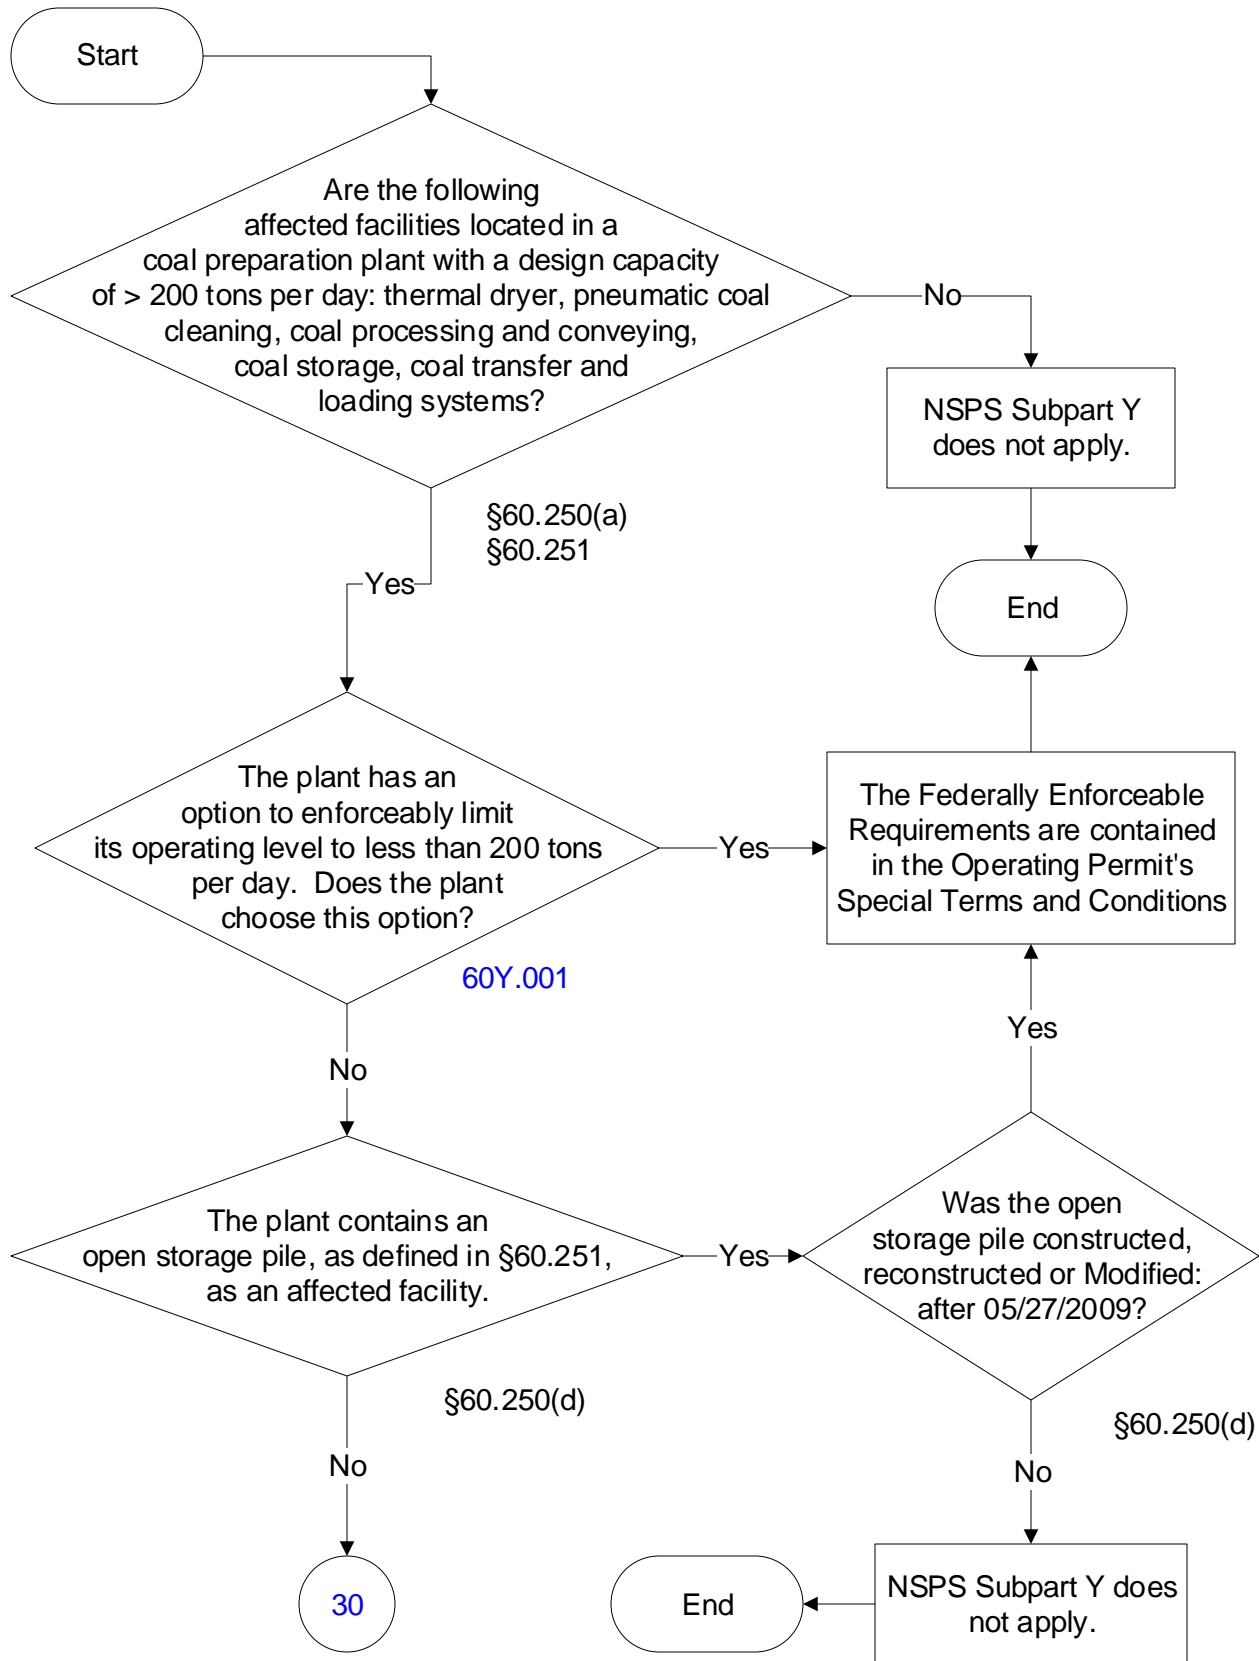 Start
Are the following
affected facilities located in a
coal preparation plant with a design capacity
of > 200 tons per day: thermal dryer, pneumatic coal
cleaning, coal processing and conveying,
coal storage, coal transfer and
loading systems?
No
NSPS Subpart Y
does not apply.
§60.250(a)
§60.251
Yes
End
The plant has an
option to enforceably limit
its operating level to less than 200 tons
per day.  Does the plant
choose this option?
Yes
The Federally Enforceable
Requirements are contained
in the Operating Permit's
Special Terms and Conditions
60Y.001
No
Yes
The plant contains an
open storage pile, as defined in §60.251,
as an affected facility.
Yes
Was the open
storage pile constructed,
reconstructed or Modified:
after 05/27/2009?
§60.250(d)
§60.250(d)
No
No
30
End
NSPS Subpart Y does
not apply.